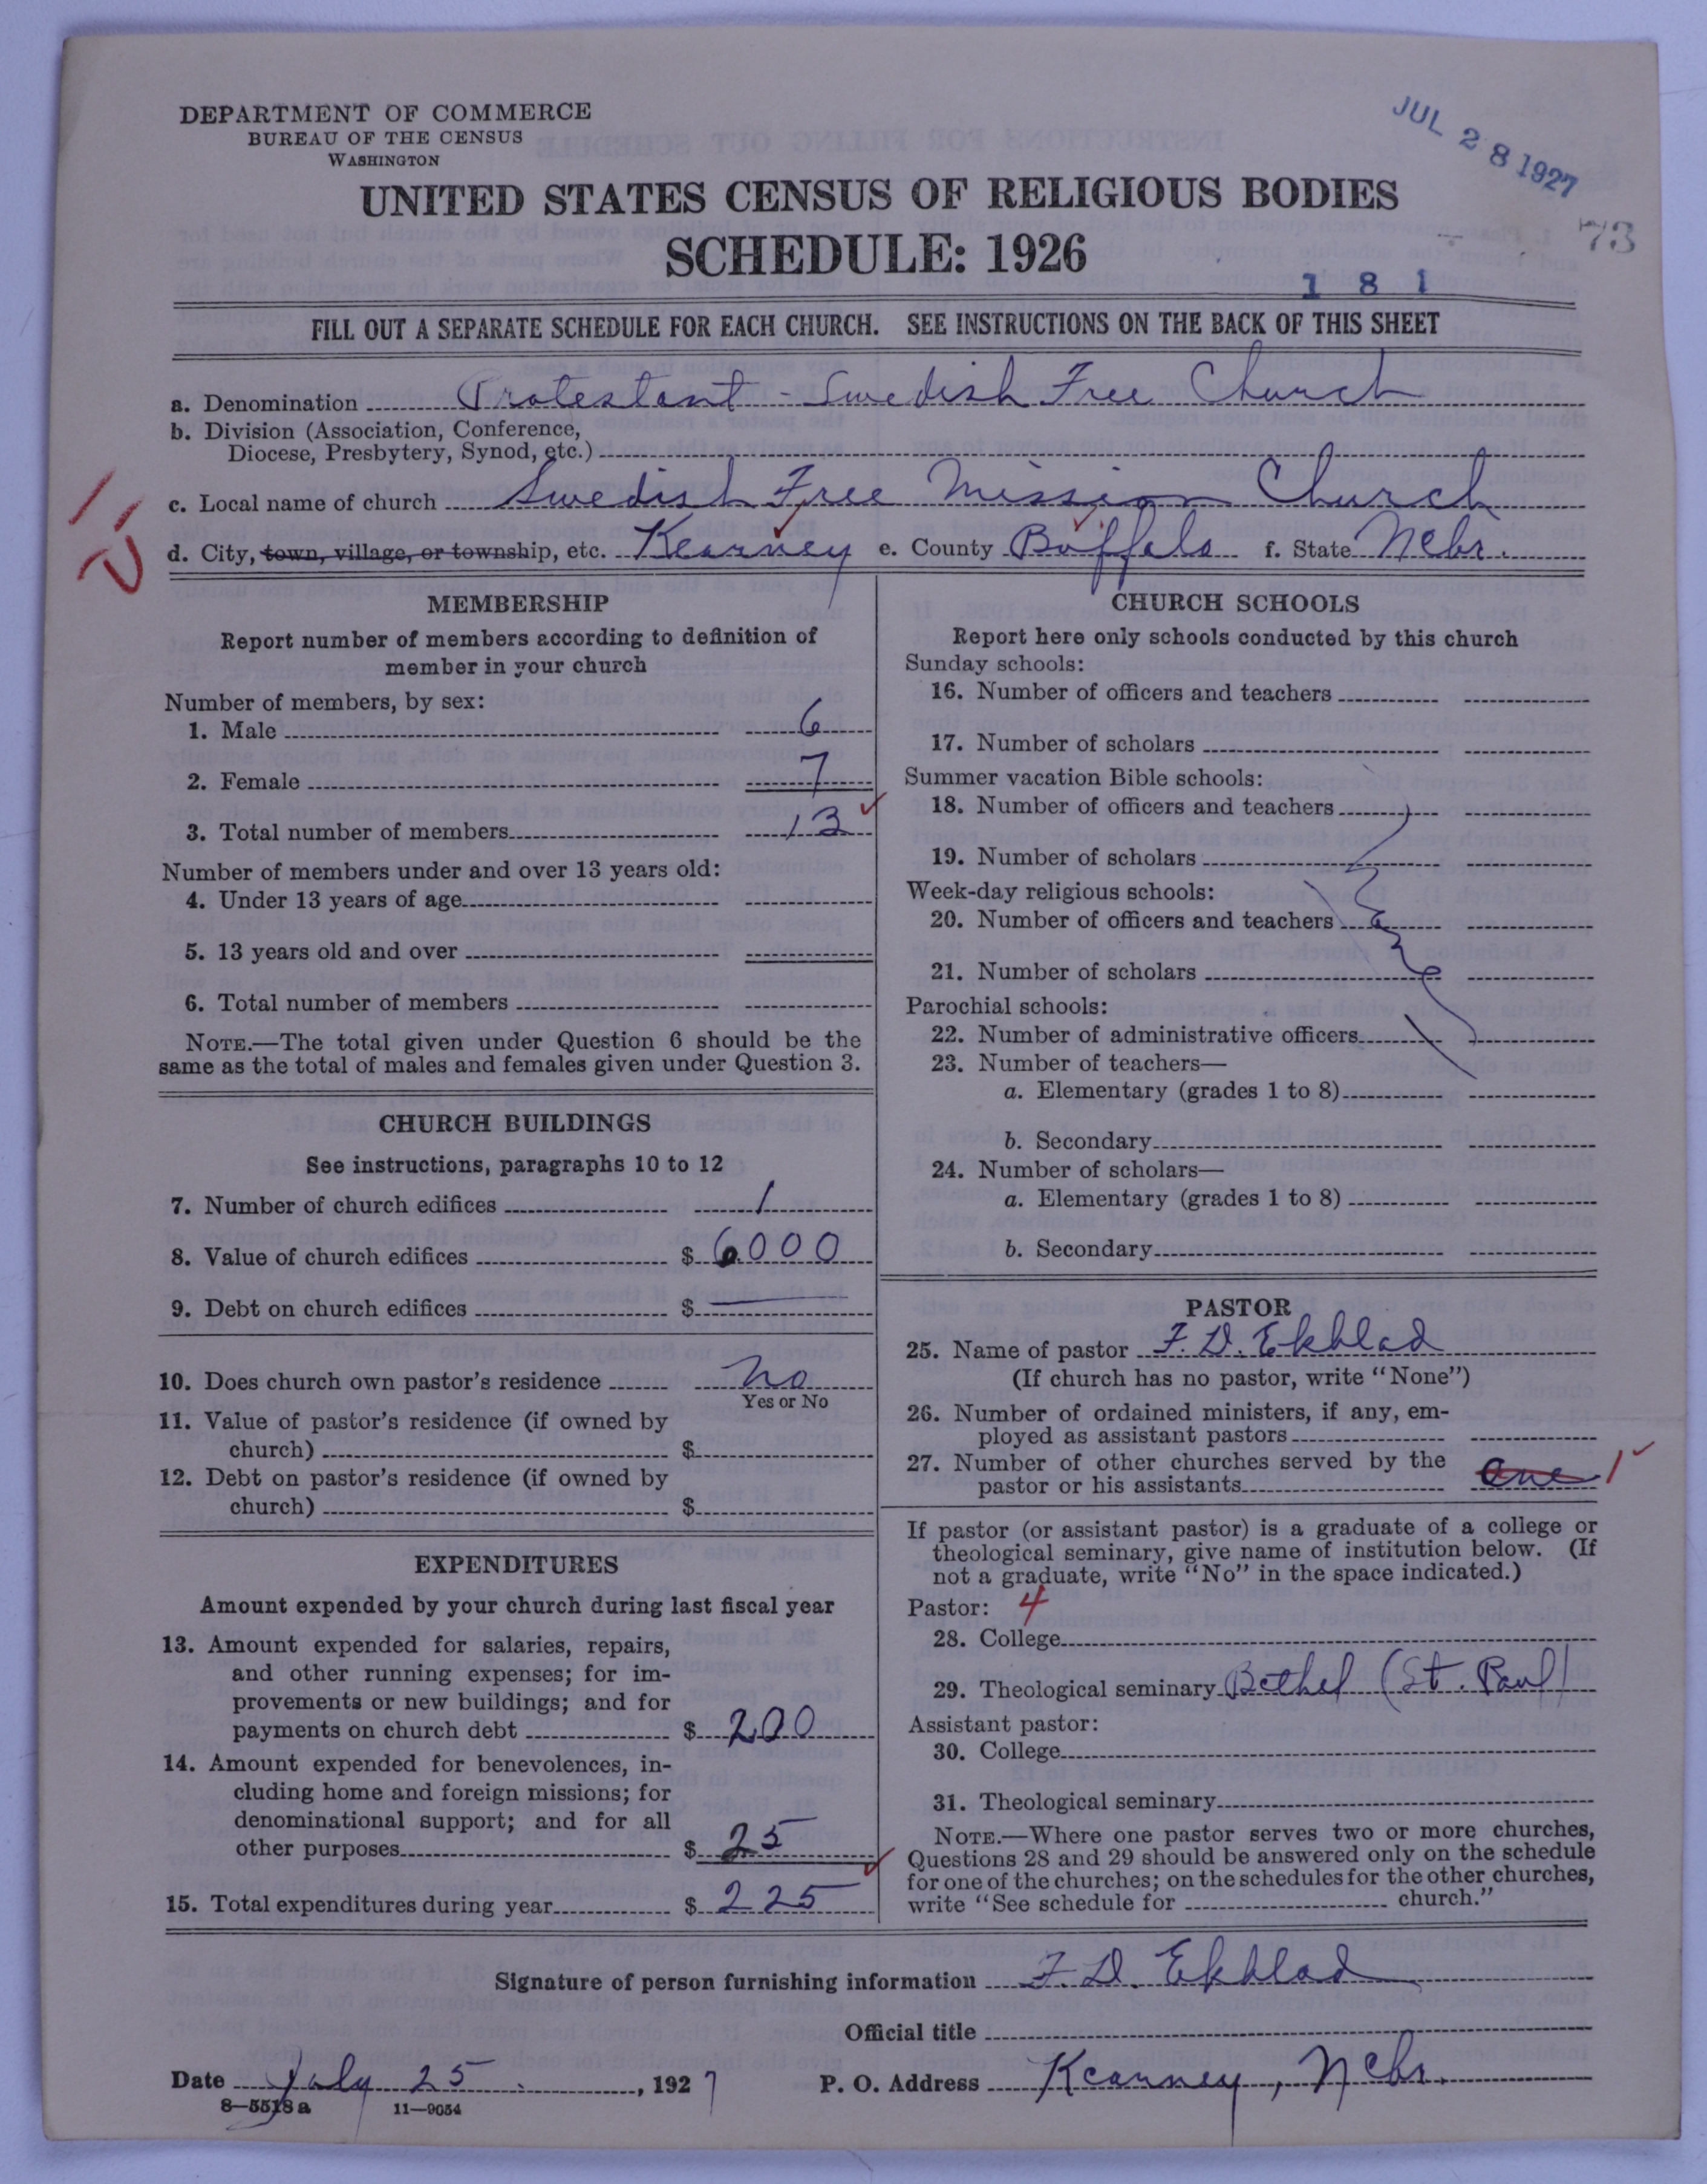 DEPARTMENT OF COMMERCE
BUREAU OF THE CENSUS
WASHINGTON
JUL 28 1927
UNITED STATES CENSUS OF RELIGIOUS BODIES
73
SCHEDULE: 1926
1 8 1
FILL OUT A SEPARATE SCHEDULE FOR EACH CHURCH. SEE INSTRUCTIONS ON THE BACK OF THIS SHEET
a. Denomination Protestant - Swedish Free Church
b. Division (Association, Conference,
Diocese, Presbytery, Synod, etc.)
c. Local name of church Swedish Free Mission Church
d. City, town, village, or township, etc. Kearney e. County Buffalo f. State Nebr.
MEMBERSHIP
Report number of members according to definition of
member in your church
Number of members, by sex:
1. Male 6
2. Female 7
3. Total number of members 13
Number of members under and over 13 years old:
4. Under 13 years of age
5. 13 years old and over
6. Total number of members
NOTE.—The total given under Question 6 should be the
same as the total of males and females given under Question 3.
CHURCH BUILDINGS
See instructions, paragraphs 10 to 12
7. Number of church edifices 1
8. Value of church edifices $ 6000
9. Debt on church edifices $ —
10. Does church own pastor's residence No
Yes or No
11. Value of pastor's residence (if owned by
church) $
12. Debt on pastor's residence (if owned by
church) $
EXPENDITURES
Amount expended by your church during last fiscal year
13. Amount expended for salaries, repairs,
and other running expenses; for im-
provements or new buildings; and for
payments on church debt $ 200
14. Amount expended for benevolences, in-
cluding home and foreign missions; for
denominational support; and for all
other purposes $ 25
15. Total expenditures during year $ 225
CHURCH SCHOOLS
Report here only schools conducted by this church
Sunday schools:
16. Number of officers and teachers
17. Number of scholars
Summer vacation Bible schools:
18. Number of officers and teachers
19. Number of scholars
Week-day religious schools:
20. Number of officers and teachers
21. Number of scholars
Parochial schools:
22. Number of administrative officers
23. Number of teachers—
a. Elementary (grades 1 to 8)
b. Secondary
24. Number of scholars—
a. Elementary (grades 1 to 8)
b. Secondary
PASTOR
25. Name of pastor F. D. Ekblad
(If church has no pastor, write "None")
26. Number of ordained ministers, if any, em-
ployed as assistant pastors
27. Number of other churches served by the
pastor or his assistants one 1
If pastor (or assistant pastor) is a graduate of a college or
theological seminary, give name of institution below. (If
not a graduate, write "No" in the space indicated.)
Pastor: 4
28. College
29. Theological seminary Bethel (St. Paul)
Assistant pastor:
30. College
31. Theological seminary
NOTE.—Where one pastor serves two or more churches,
Questions 28 and 29 should be answered only on the schedule
for one of the churches; on the schedules for the other churches,
write "See schedule for church."
Signature of person furnishing information F. D. Ekblad
Official title
Date July 25, 1927 P. O. Address Kearney, Nebr.
8—5518a 11—9054